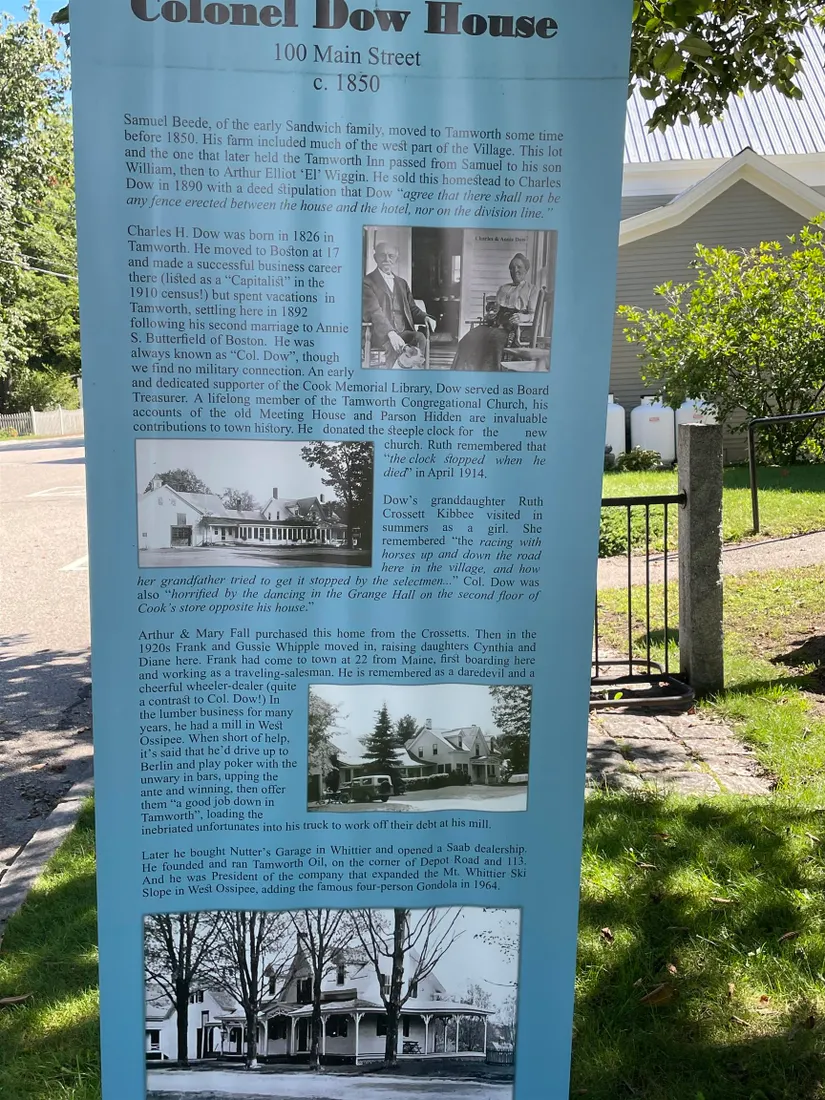 Colonel Dow House
100 Main Street
c. 1850
Samuel Beede, of the early Sandwich family, moved to Tamworth some time
before 1850. His farm included much of the west part of the Village. This lot
and the one that later held the Tamworth Inn passed from Samuel to his son
William, then to Arthur Elliot ‘El’ Wiggin. He sold this homestead to Charles
Dow in 1890 with a deed stipulation that Dow “agree that there shall not be
any fence erected between the house and the hotel, nor on the division line.”
Charles H. Dow was born in 1826 in
Tamworth. He moved to Boston at 17
and made a successful business career
there (listed as a “Capitalist” in the
1910 census!) but spent vacations in
Tamworth, settling here in 1892
following his second marriage to Annie
S. Butterfield of Boston. He was
always known as “Col. Dow”, though
we find no military connection. An early
and dedicated supporter of the Cook Memorial Library, Dow served as Board
Treasurer. A lifelong member of the Tamworth Congregational Church, his
accounts of the old Meeting House and Parson Hidden are invaluable
contributions to town history. He donated the steeple clock for the new
church. Ruth remembered that
“the clock stopped when he
died” in April 1914.
Charles & Annie Dow
Dow’s granddaughter Ruth
Crossett Kibbee visited in
summers as a girl. She
remembered “the racing with
horses up and down the road
here in the village, and how
her grandfather tried to get it stopped by the selectmen...” Col. Dow was
also “horrified by the dancing in the Grange Hall on the second floor of
Cook’s store opposite his house.”
Arthur & Mary Fall purchased this home from the Crossetts. Then in the
1920s Frank and Gussie Whipple moved in, raising daughters Cynthia and
Diane here. Frank had come to town at 22 from Maine, first boarding here
and working as a traveling-salesman. He is remembered as a daredevil and a
cheerful wheeler-dealer (quite
a contrast to Col. Dow!) In
the lumber business for many
years, he had a mill in West
Ossipee. When short of help,
it’s said that he’d drive up to
Berlin and play poker with the
unwary in bars, upping the
ante and winning, then offer
them “a good job down in
Tamworth”, loading the
inebriated unfortunates into his truck to work off their debt at his mill.
Later he bought Nutter’s Garage in Whittier and opened a Saab dealership.
He founded and ran Tamworth Oil, on the corner of Depot Road and 113.
And he was President of the company that expanded the Mt. Whittier Ski
Slope in West Ossipee, adding the famous four-person Gondola in 1964.